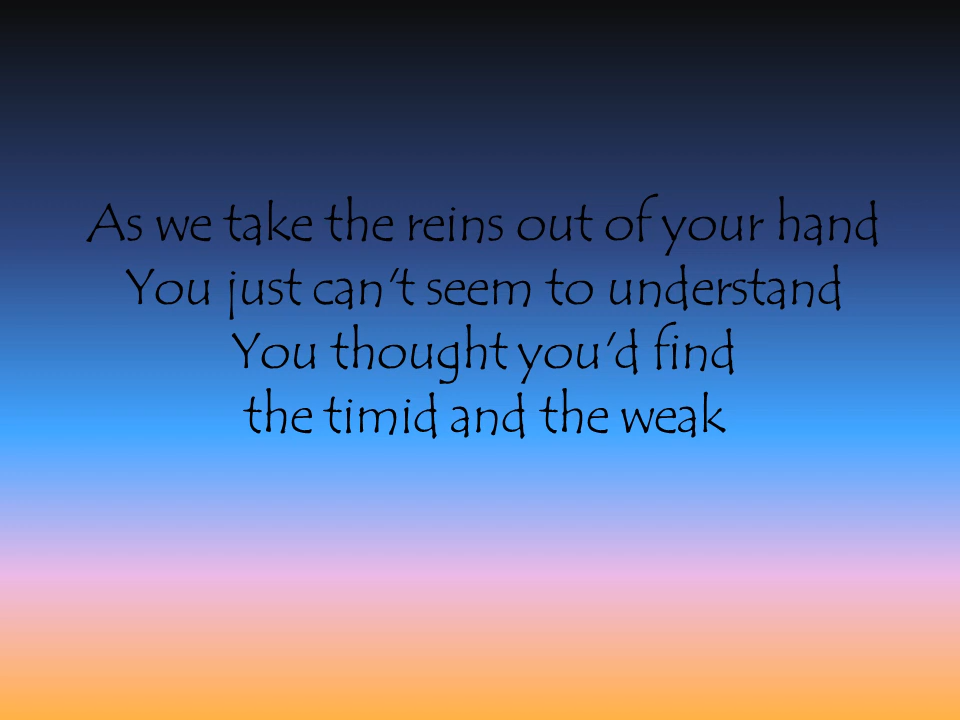 As we take the reins out of your hand
You just can't seem to understand
You thought you'd find
the timid and the weak